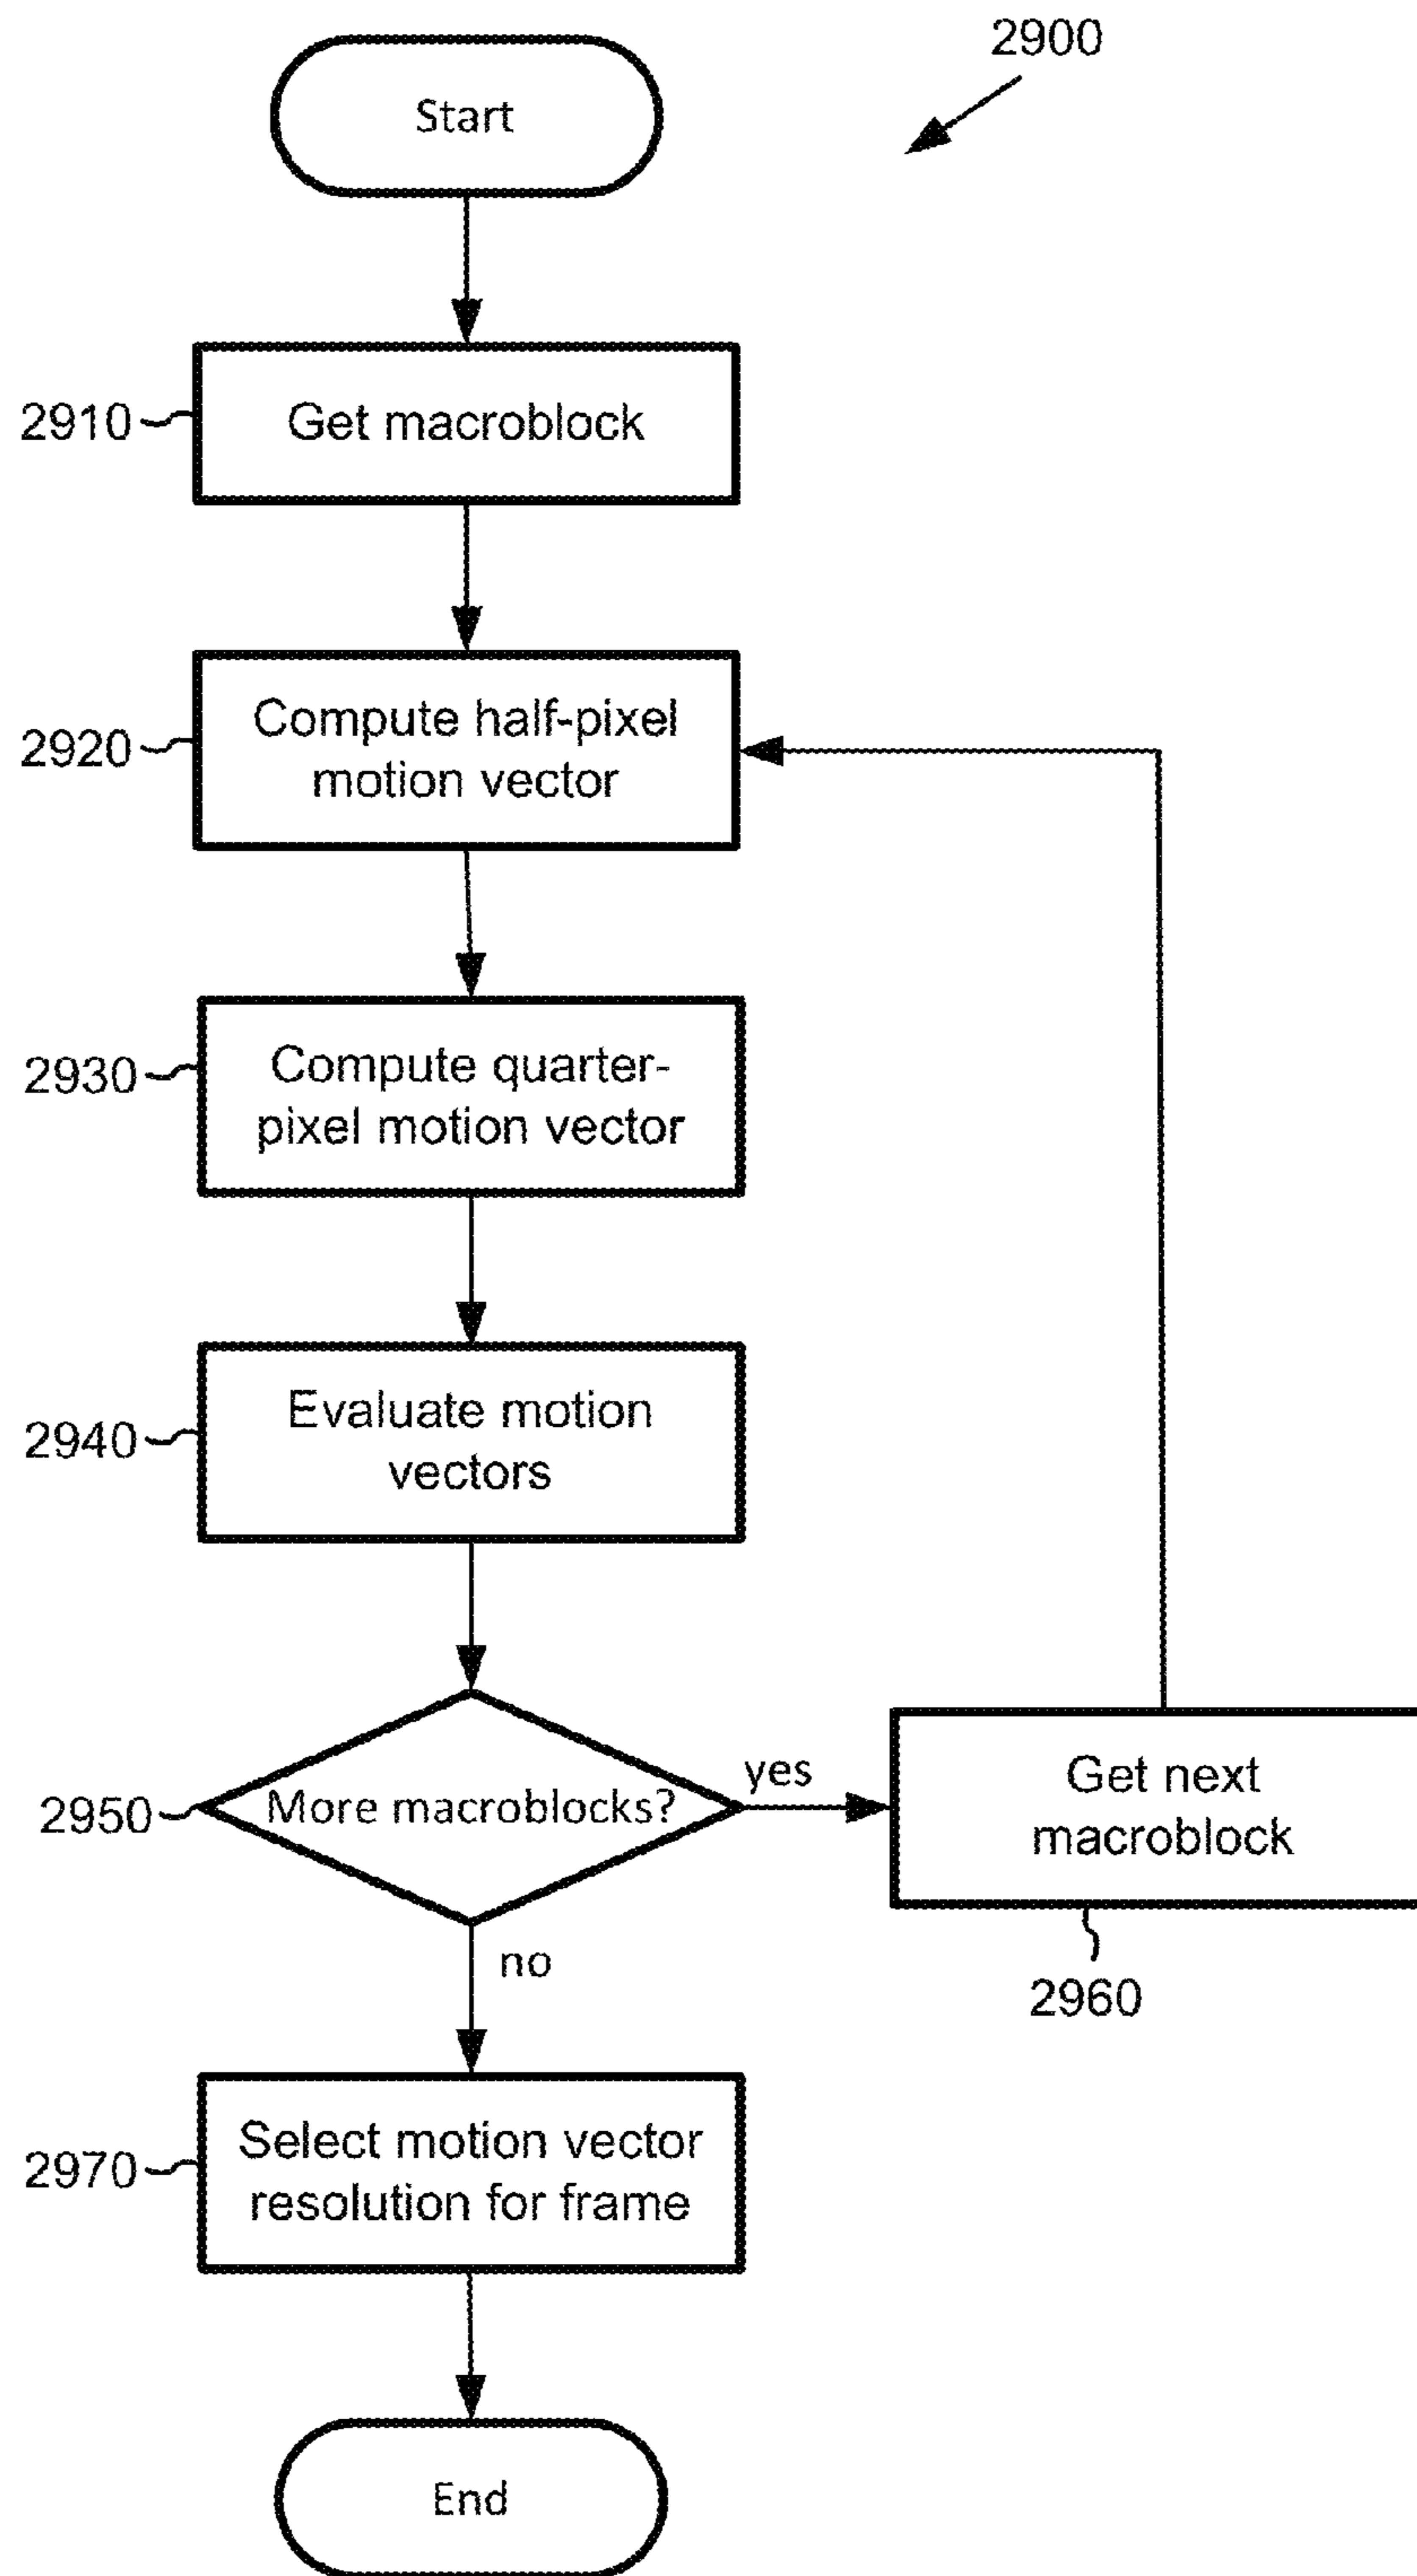 2900
Start
2910
Get macroblock
2920
Compute half-pixel
motion vector
2930
Compute quarter-
pixel motion vector
2940
Evaluate motion
vectors
2950
More macroblocks?
yes
Get next
macroblock
2960
no
2970
Select motion vector
resolution for frame
End